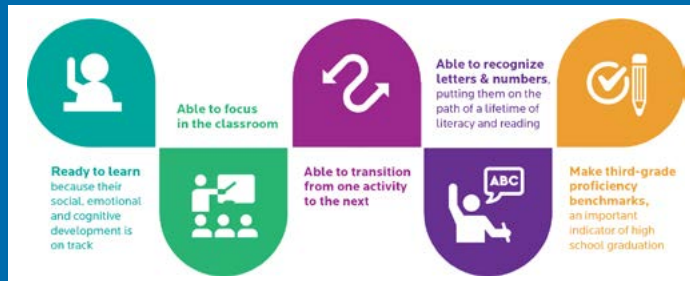 Ready to learn
because their
social, emotional
and cognitive
development is
on track
Able to focus
in the classroom
Able to transition
from one activity
to the next
Able to recognize
letters & numbers,
putting them on the
path of a lifetime of
literacy and reading
ABC
Make third-grade
proficiency
benchmarks,
an important
indicator of high
school graduation